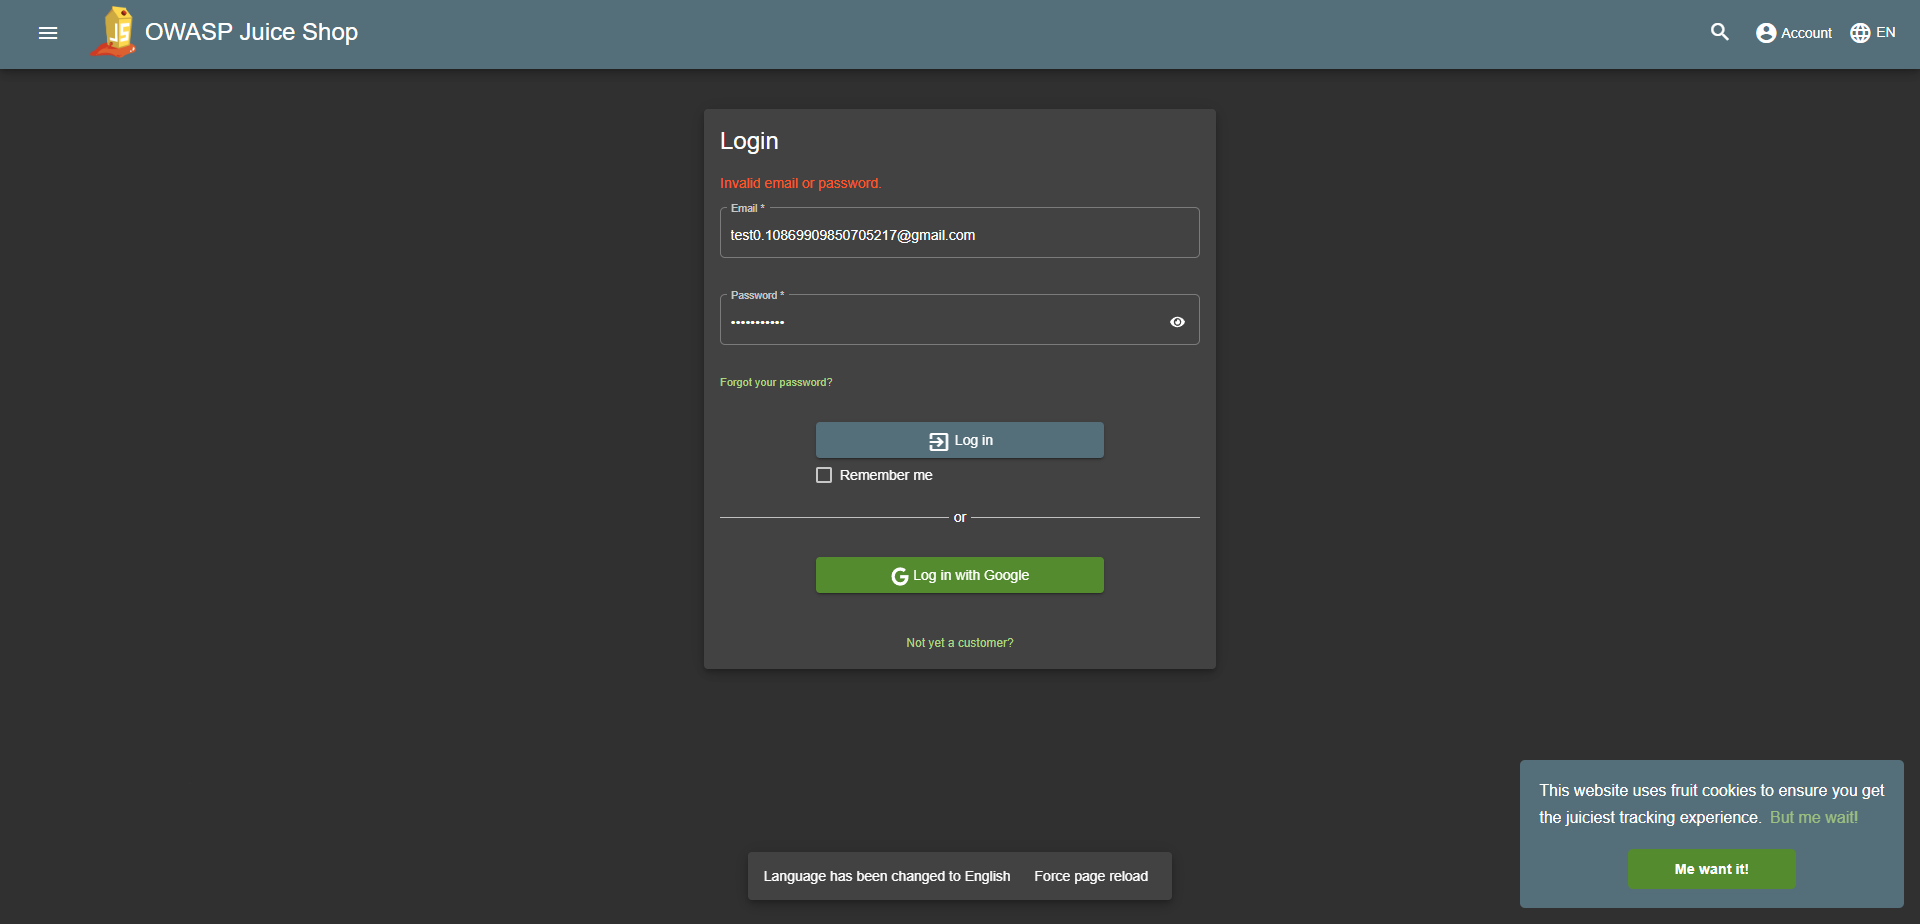 OWASP Juice Shop
Account
EN
Login
Invalid email or password.
Email *
test0.10869909850705217@gmail.com
Password *
•••••••••••
Forgot your password?
Log in
Remember me
or
Log in with Google
Not yet a customer?
This website uses fruit cookies to ensure you get
the juiciest tracking experience. But me wait!
Me want it!
Language has been changed to English
Force page reload